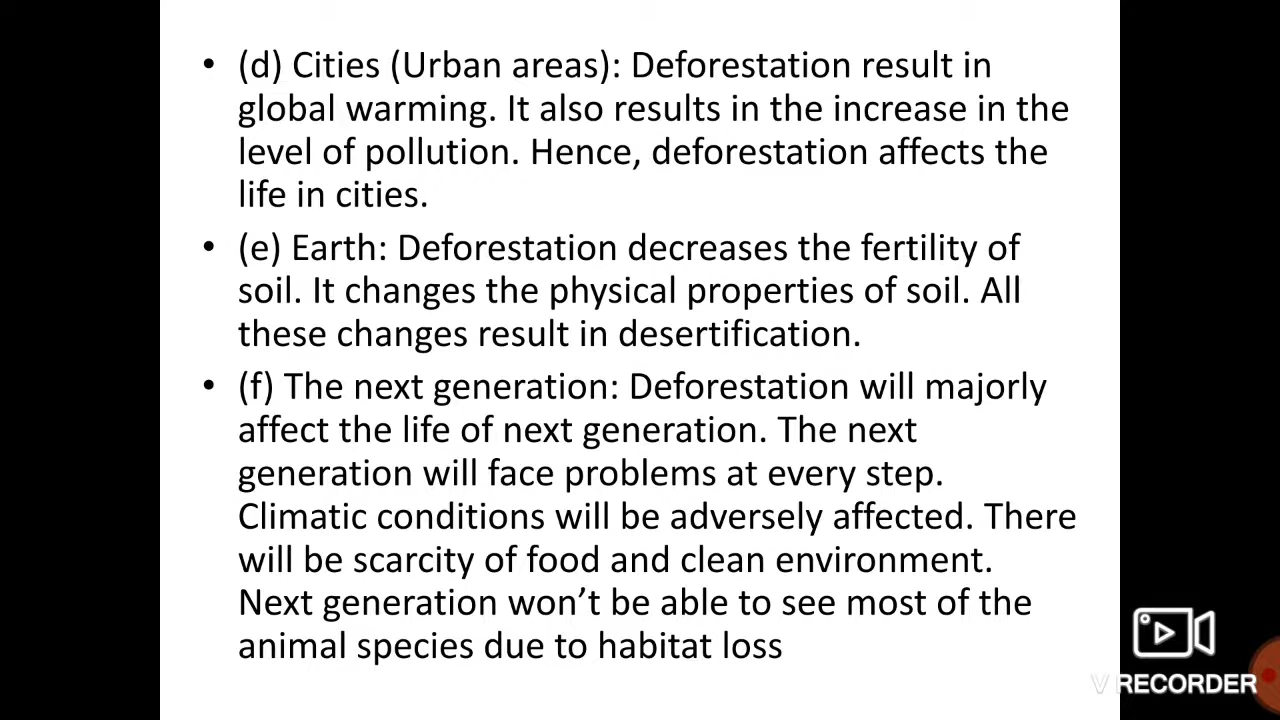 • (d) Cities (Urban areas): Deforestation result in
global warming. It also results in the increase in the
level of pollution. Hence, deforestation affects the
life in cities.
• (e) Earth: Deforestation decreases the fertility of
soil. It changes the physical properties of soil. All
these changes result in desertification.
• (f) The next generation: Deforestation will majorly
affect the life of next generation. The next
generation will face problems at every step.
Climatic conditions will be adversely affected. There
will be scarcity of food and clean environment.
Next generation won’t be able to see most of the
animal species due to habitat loss
V RECORDER